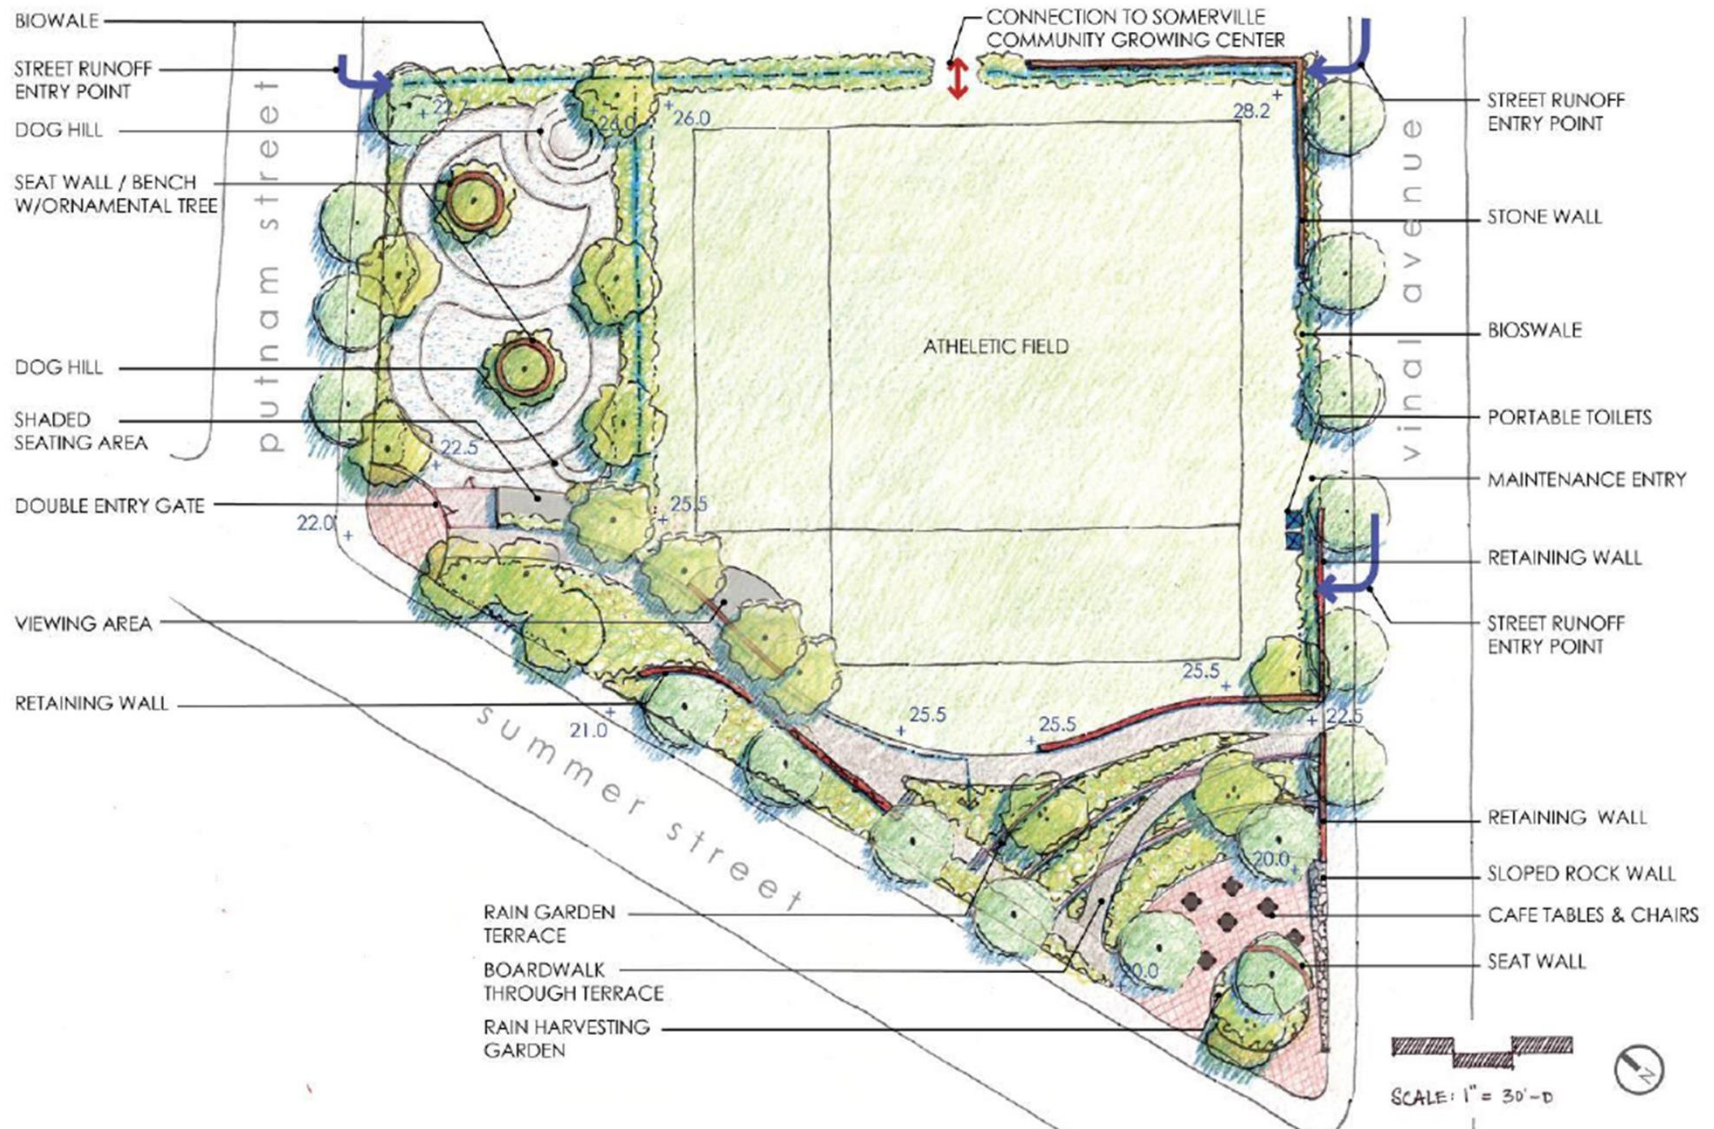 BIOWALE
STREET RUNOFF
ENTRY POINT
DOG HILL
SEAT WALL / BENCH
W/ORNAMENTAL TREE
DOG HILL
SHADED
SEATING AREA
DOUBLE ENTRY GATE
VIEWING AREA
RETAINING WALL
putnam street
summer street
vinal avenue
CONNECTION TO SOMERVILLE
COMMUNITY GROWING CENTER
ATHELETIC FIELD
22.7
26.0
26.0
28.2
22.5
22.0
25.5
21.0
25.5
25.5
25.5
22.5
20.0
20.0
STREET RUNOFF
ENTRY POINT
STONE WALL
BIOSWALE
PORTABLE TOILETS
MAINTENANCE ENTRY
RETAINING WALL
STREET RUNOFF
ENTRY POINT
RETAINING WALL
SLOPED ROCK WALL
CAFE TABLES & CHAIRS
SEAT WALL
RAIN GARDEN
TERRACE
BOARDWALK
THROUGH TERRACE
RAIN HARVESTING
GARDEN
N
SCALE: 1" = 30'-0